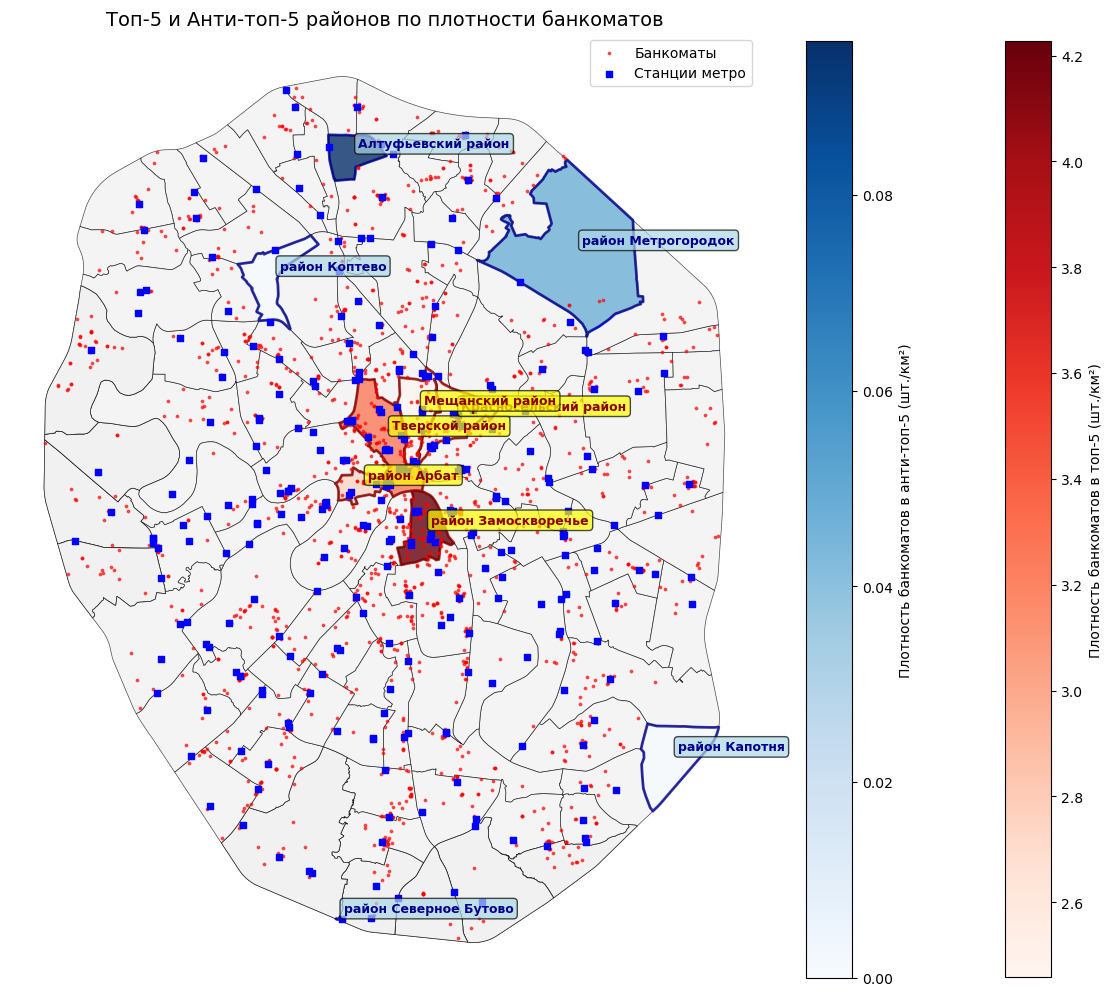 Топ-5 и Анти-топ-5 районов по плотности банкоматов
Банкоматы
Станции метро
Алтуфьевский район
район Метрогородок
район Коптево
Мещанский район
ский район
Тверской район
район Арбат
район Замоскворечье
район Капотня
район Северное Бутово
0.08
0.06
0.04
0.02
0.00
Плотность банкоматов в анти-топ-5 (шт./км²)
4.2
4.0
3.8
3.6
3.4
3.2
3.0
2.8
2.6
Плотность банкоматов в топ-5 (шт./км²)